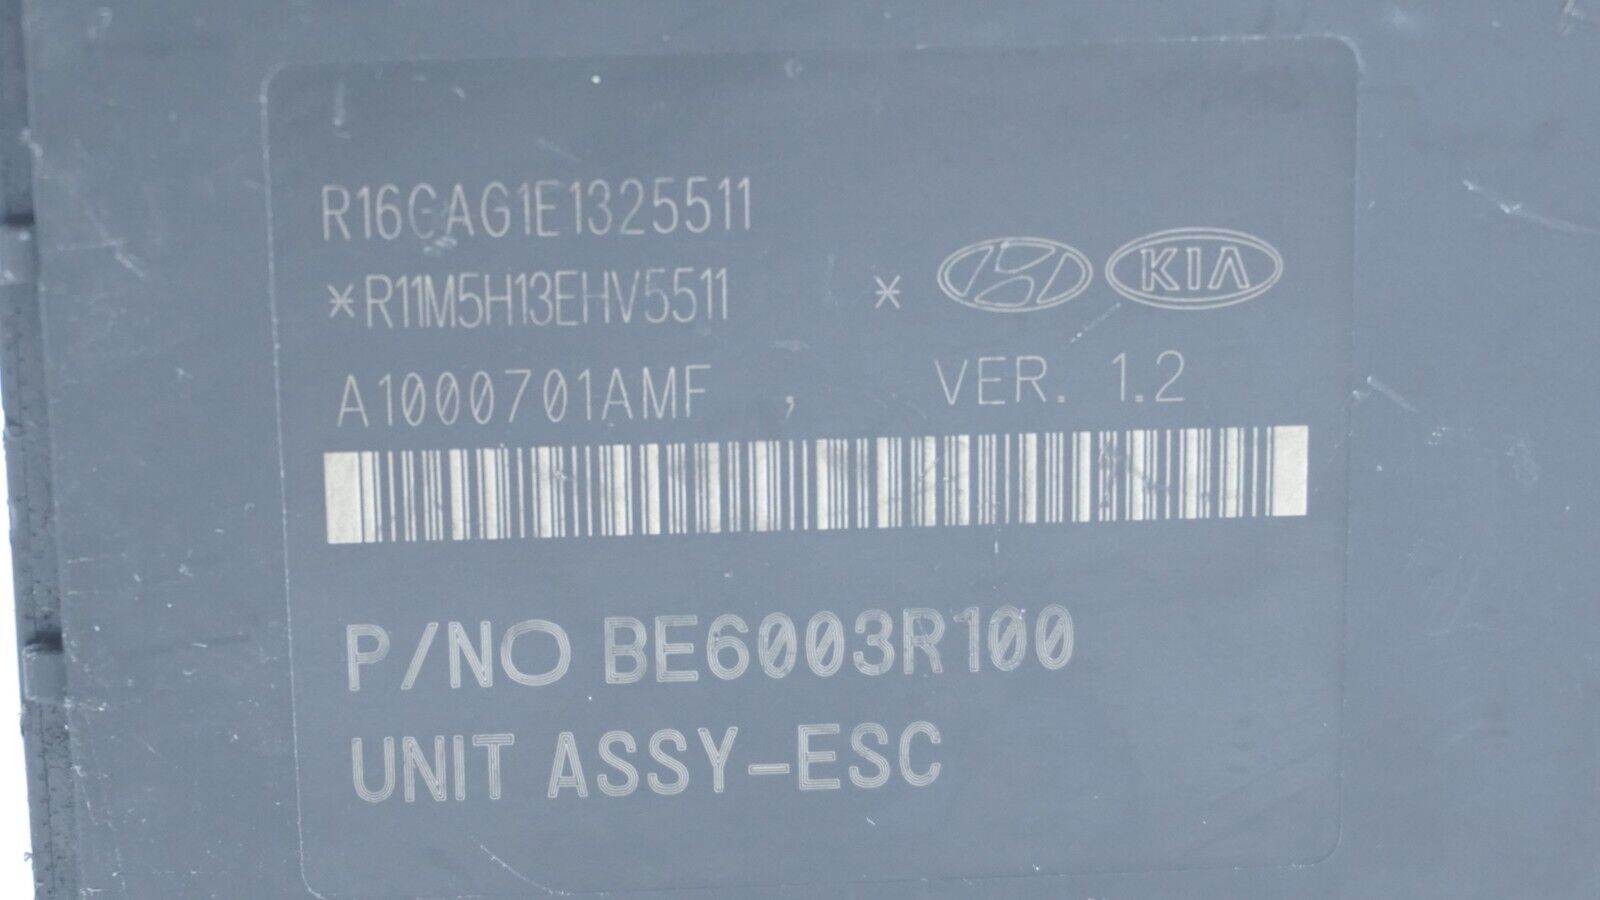 R16CAG1E1325511
*R11M5H13EHV5511 * KIA
A1000701AMF , VER. 1.2
P/NO BE6003R100
UNIT ASSY-ESC